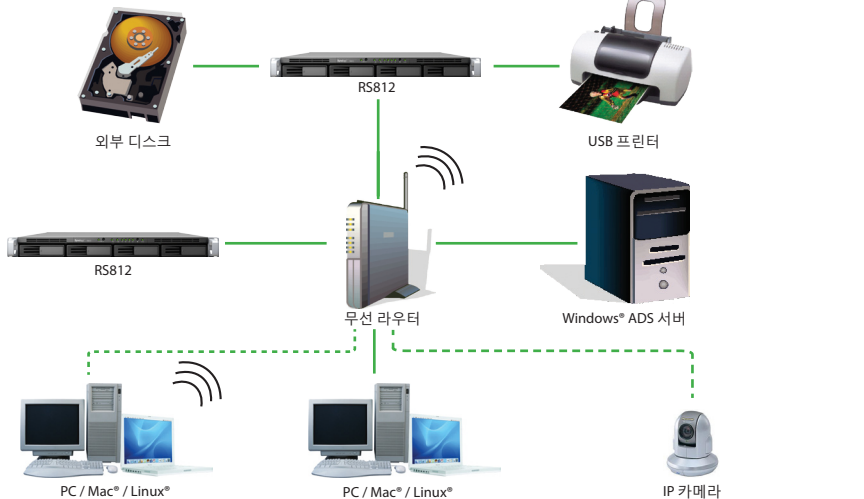 RS812
외부 디스크
USB 프린터
RS812
무선 라우터
Windows® ADS 서버
PC / Mac® / Linux®
PC / Mac® / Linux®
IP 카메라